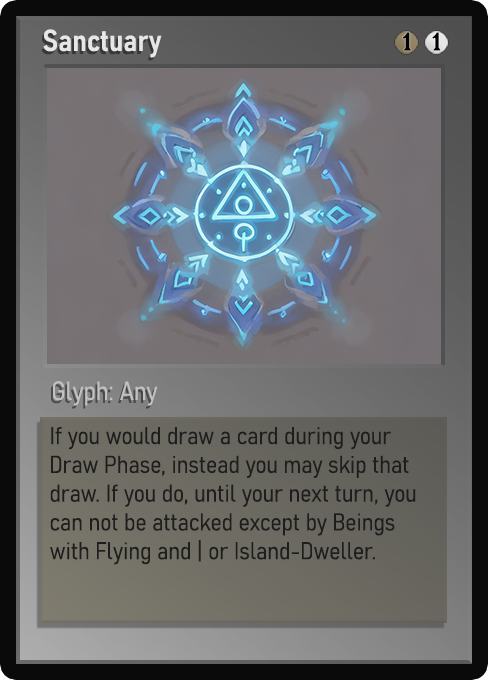 Sanctuary 1 1
Glyph: Any
If you would draw a card during your
Draw Phase, instead you may skip that
draw. If you do, until your next turn, you
can not be attacked except by Beings
with Flying and | or Island-Dweller.